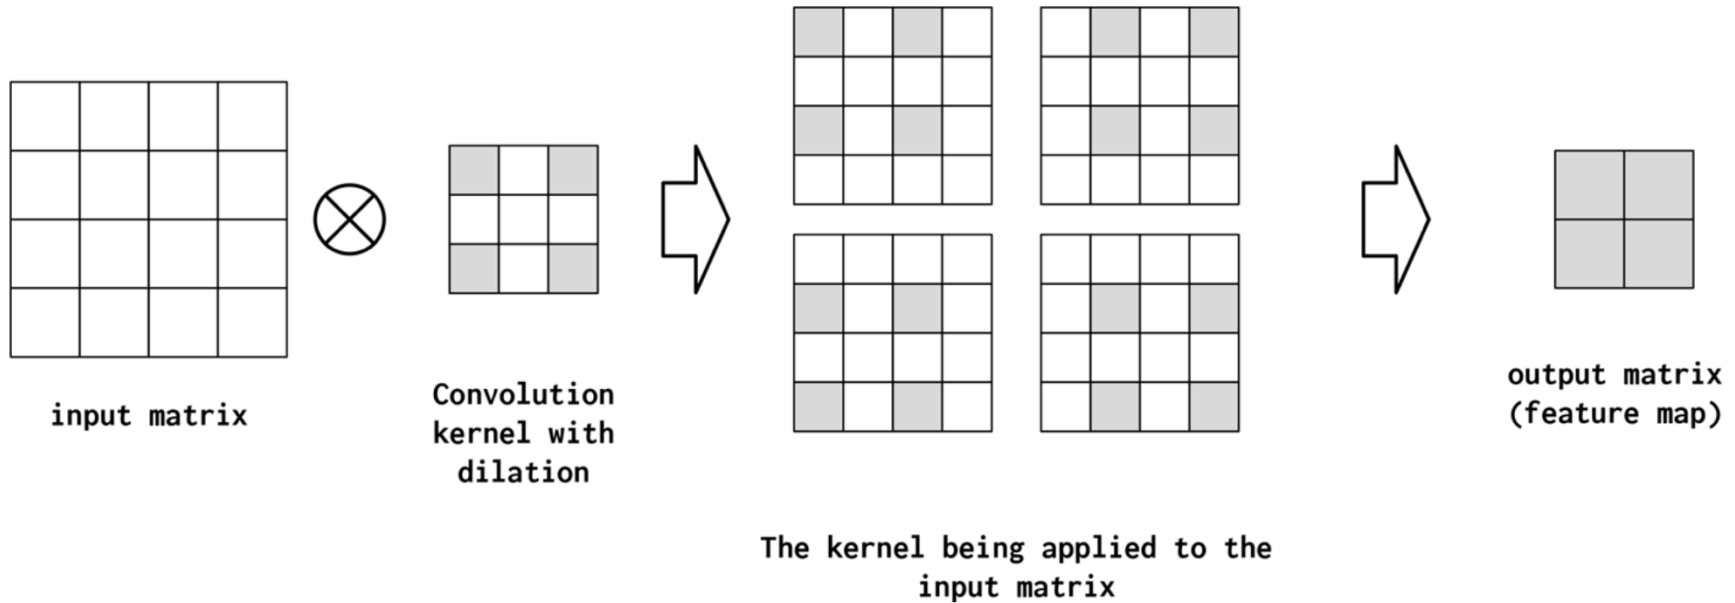 input matrix
Convolution
kernel with
dilation
The kernel being applied to the
input matrix
output matrix
(feature map)